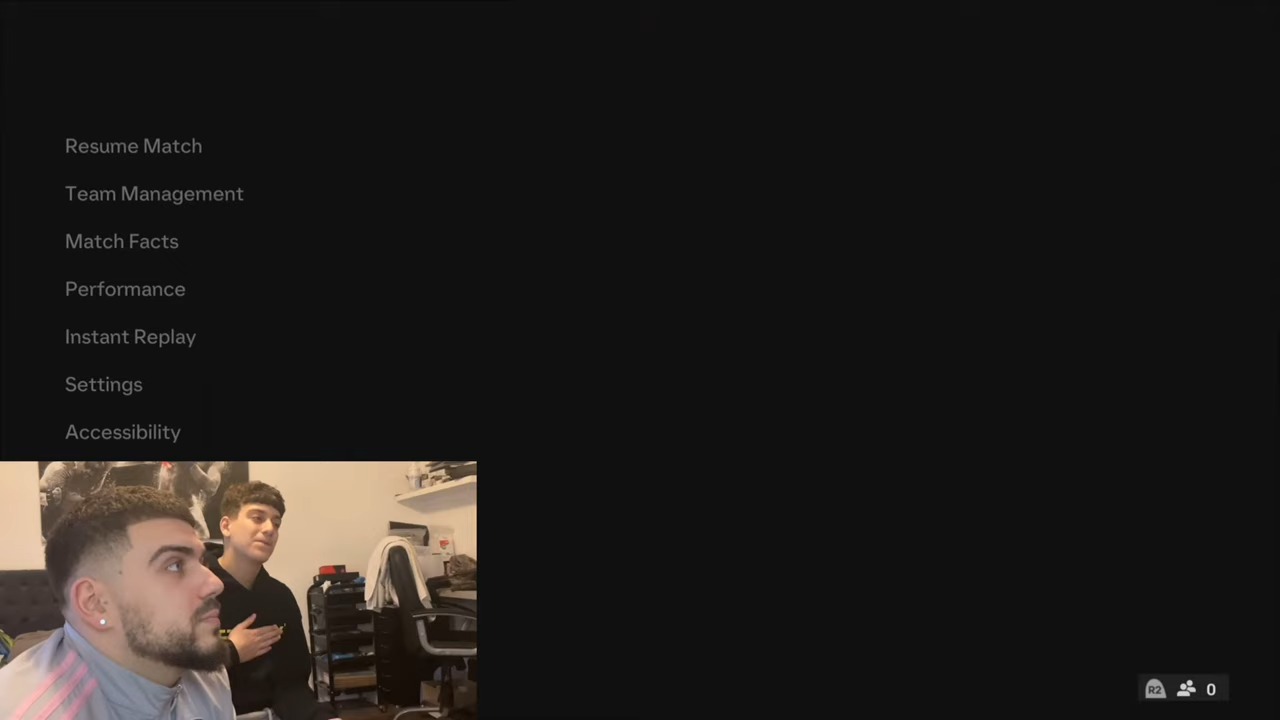 Resume Match
Team Management
Match Facts
Performance
Instant Replay
Settings
Accessibility
R2 0